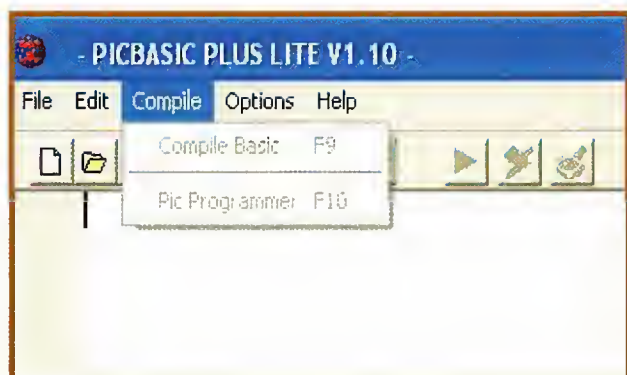 - PICBASIC PLUS LITE V1.10 -
File Edit Compile Options Help
Compile Basic F9
Pic Programmer F10